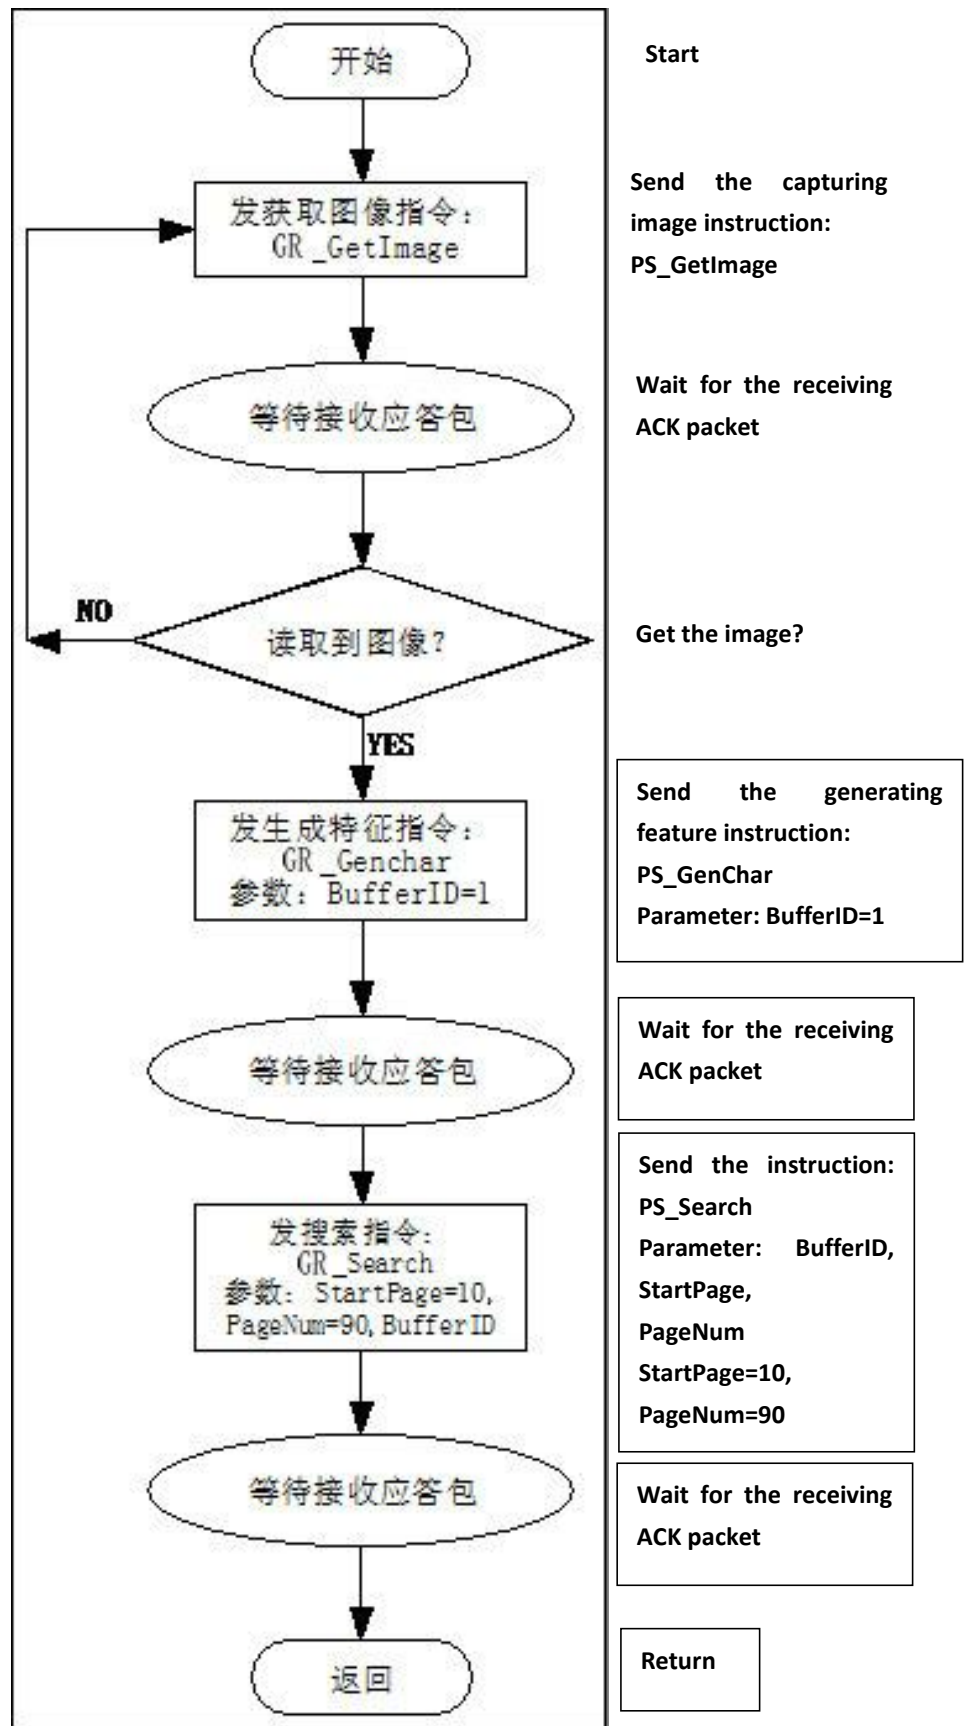 开始
Start
发获取图像指令：
GR_GetImage
Send the capturing
image instruction:
PS_GetImage
等待接收应答包
Wait for the receiving
ACK packet
NO
读取到图像？
Get the image?
YES
发生成特征指令：
GR_Genchar
参数：BufferID=1
Send the generating
feature instruction:
PS_GenChar
Parameter: BufferID=1
等待接收应答包
Wait for the receiving
ACK packet
发搜索指令：
GR_Search
参数：StartPage=10,
PageNum=90,BufferID
Send the instruction:
PS_Search
Parameter: BufferID,
StartPage,
PageNum
StartPage=10,
PageNum=90
等待接收应答包
Wait for the receiving
ACK packet
返回
Return